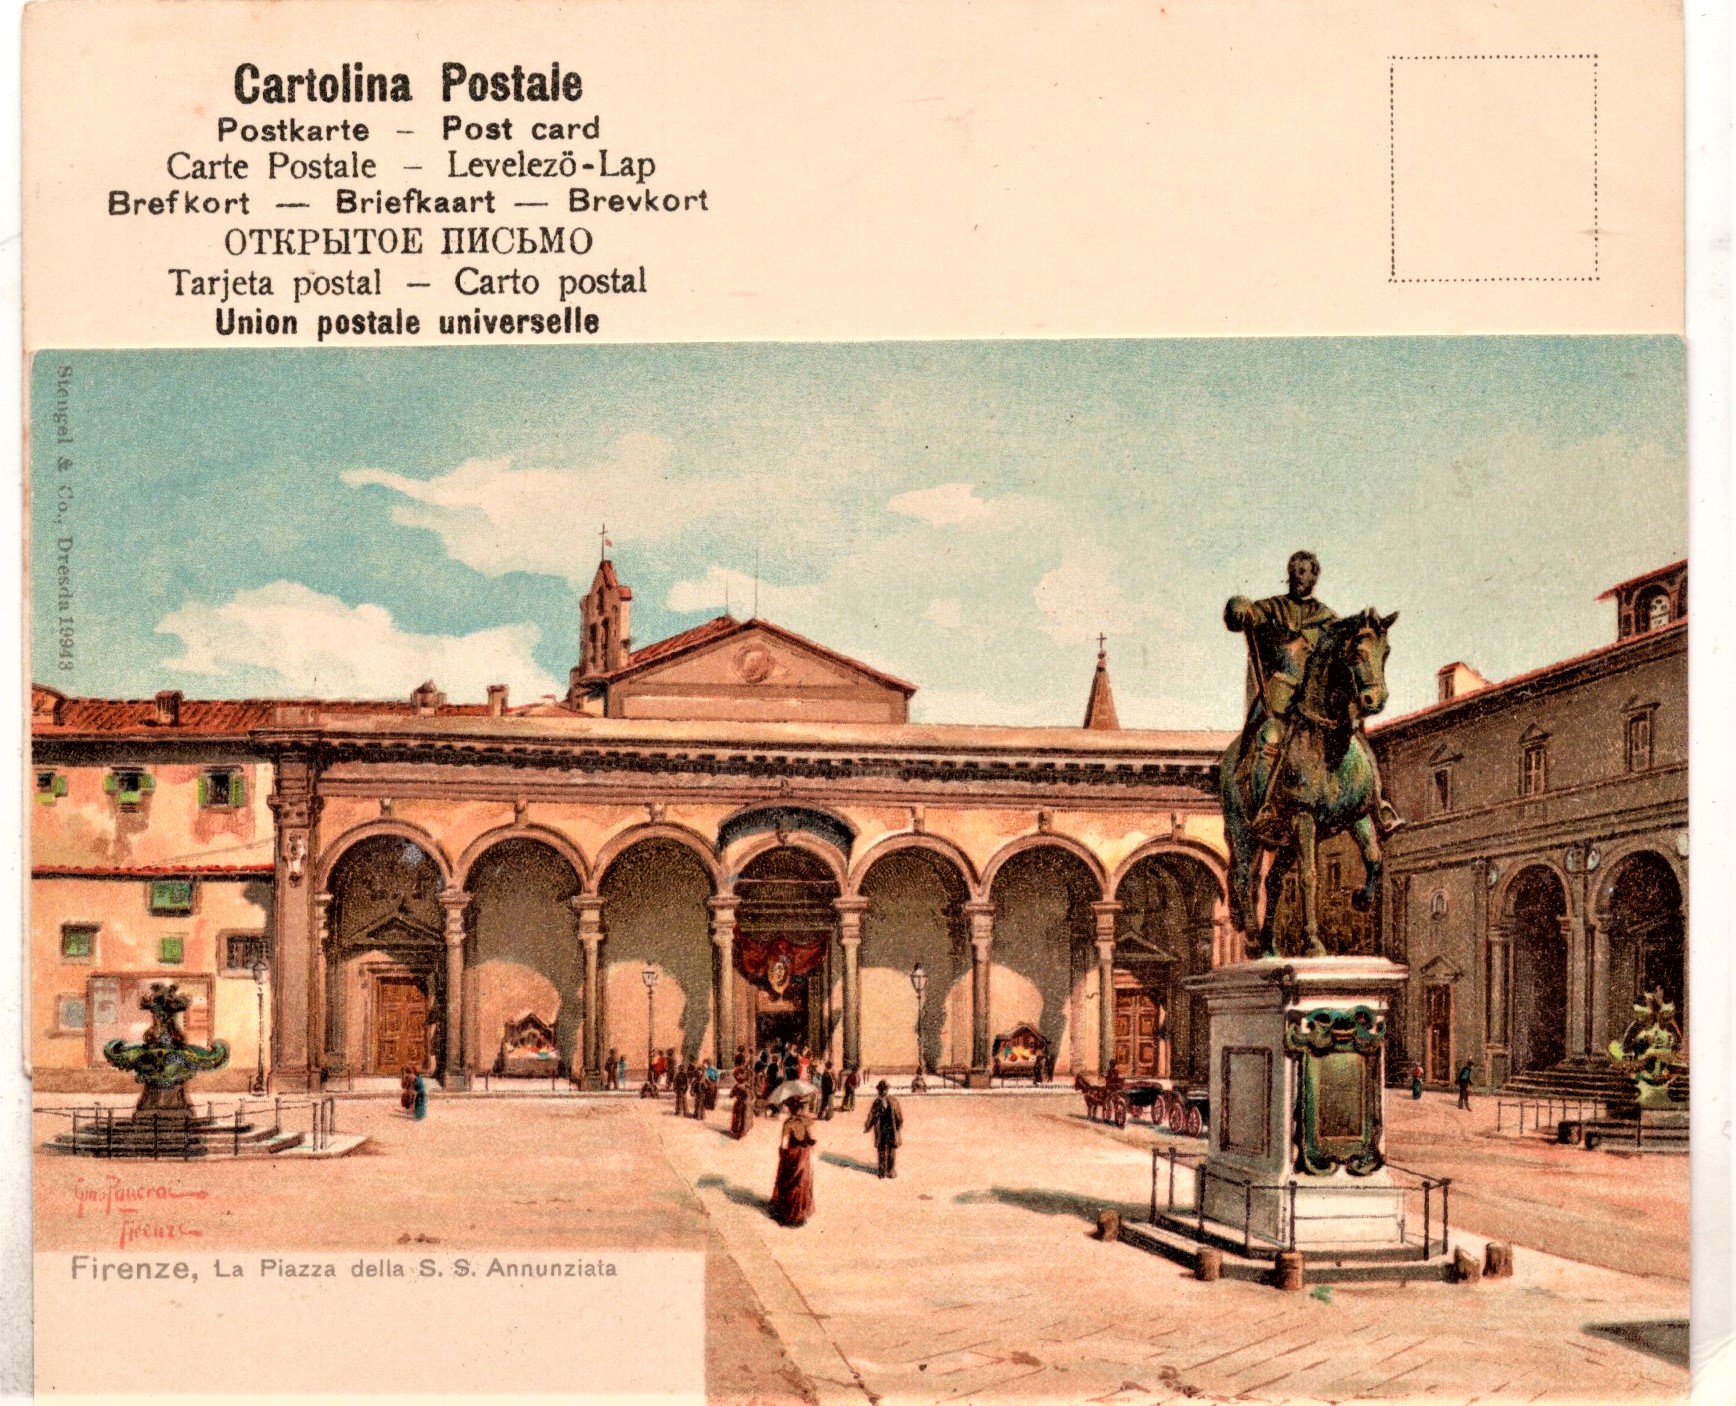 Cartolina Postale
Postkarte – Post card
Carte Postale – Levelezö-Lap
Brefkort — Briefkaart — Brevkort
ОТКРЫТОЕ ПИСЬМО
Tarjeta postal – Carto postal
Union postale universelle
Stengel & Co., Dresda 19943
Firenze
Firenze, La Piazza della S. S. Annunziata